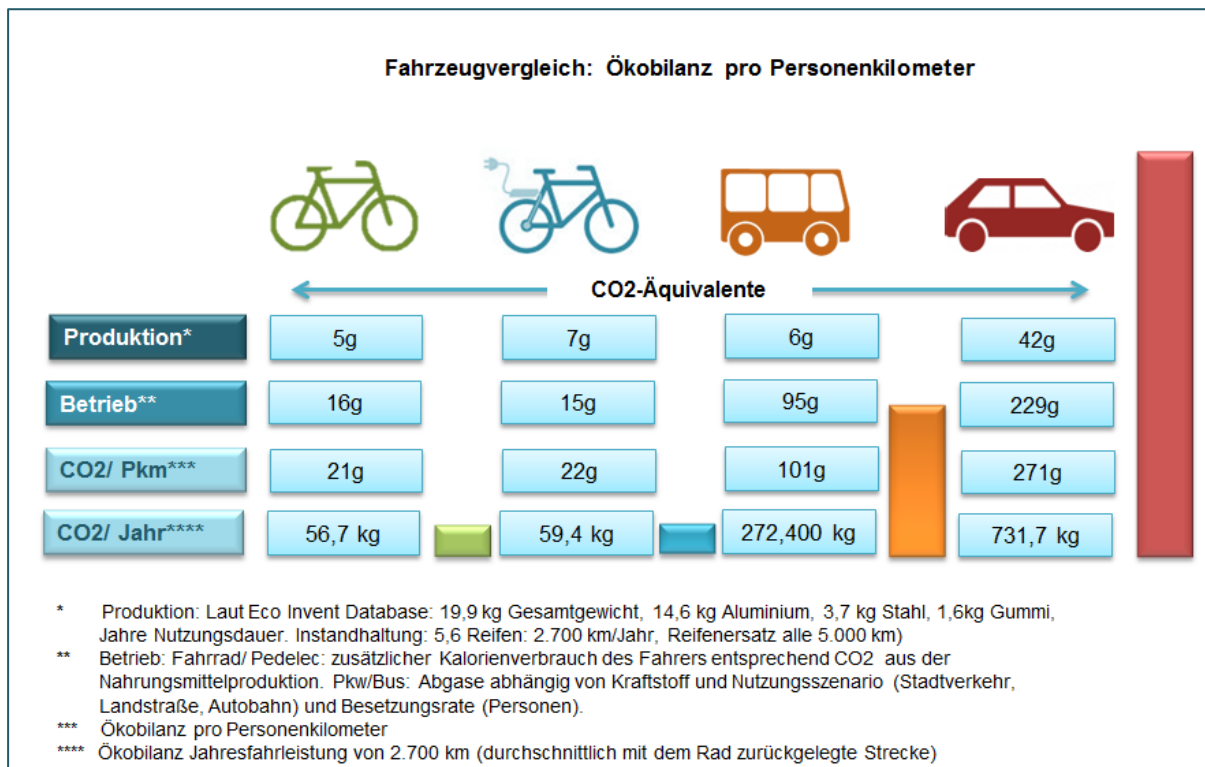 Fahrzeugvergleich: Ökobilanz pro Personenkilometer
CO2-Äquivalente
Produktion* 5g 7g 6g 42g
Betrieb** 16g 15g 95g 229g
CO2/ Pkm*** 21g 22g 101g 271g
CO2/ Jahr**** 56,7 kg 59,4 kg 272,400 kg 731,7 kg
* Produktion: Laut Eco Invent Database: 19,9 kg Gesamtgewicht, 14,6 kg Aluminium, 3,7 kg Stahl, 1,6kg Gummi,
Jahre Nutzungsdauer. Instandhaltung: 5,6 Reifen: 2.700 km/Jahr, Reifenersatz alle 5.000 km)
** Betrieb: Fahrrad/ Pedelec: zusätzlicher Kalorienverbrauch des Fahrers entsprechend CO2 aus der
Nahrungsmittelproduktion. Pkw/Bus: Abgase abhängig von Kraftstoff und Nutzungsszenario (Stadtverkehr,
Landstraße, Autobahn) und Besetzungsrate (Personen).
*** Ökobilanz pro Personenkilometer
**** Ökobilanz Jahresfahrleistung von 2.700 km (durchschnittlich mit dem Rad zurückgelegte Strecke)